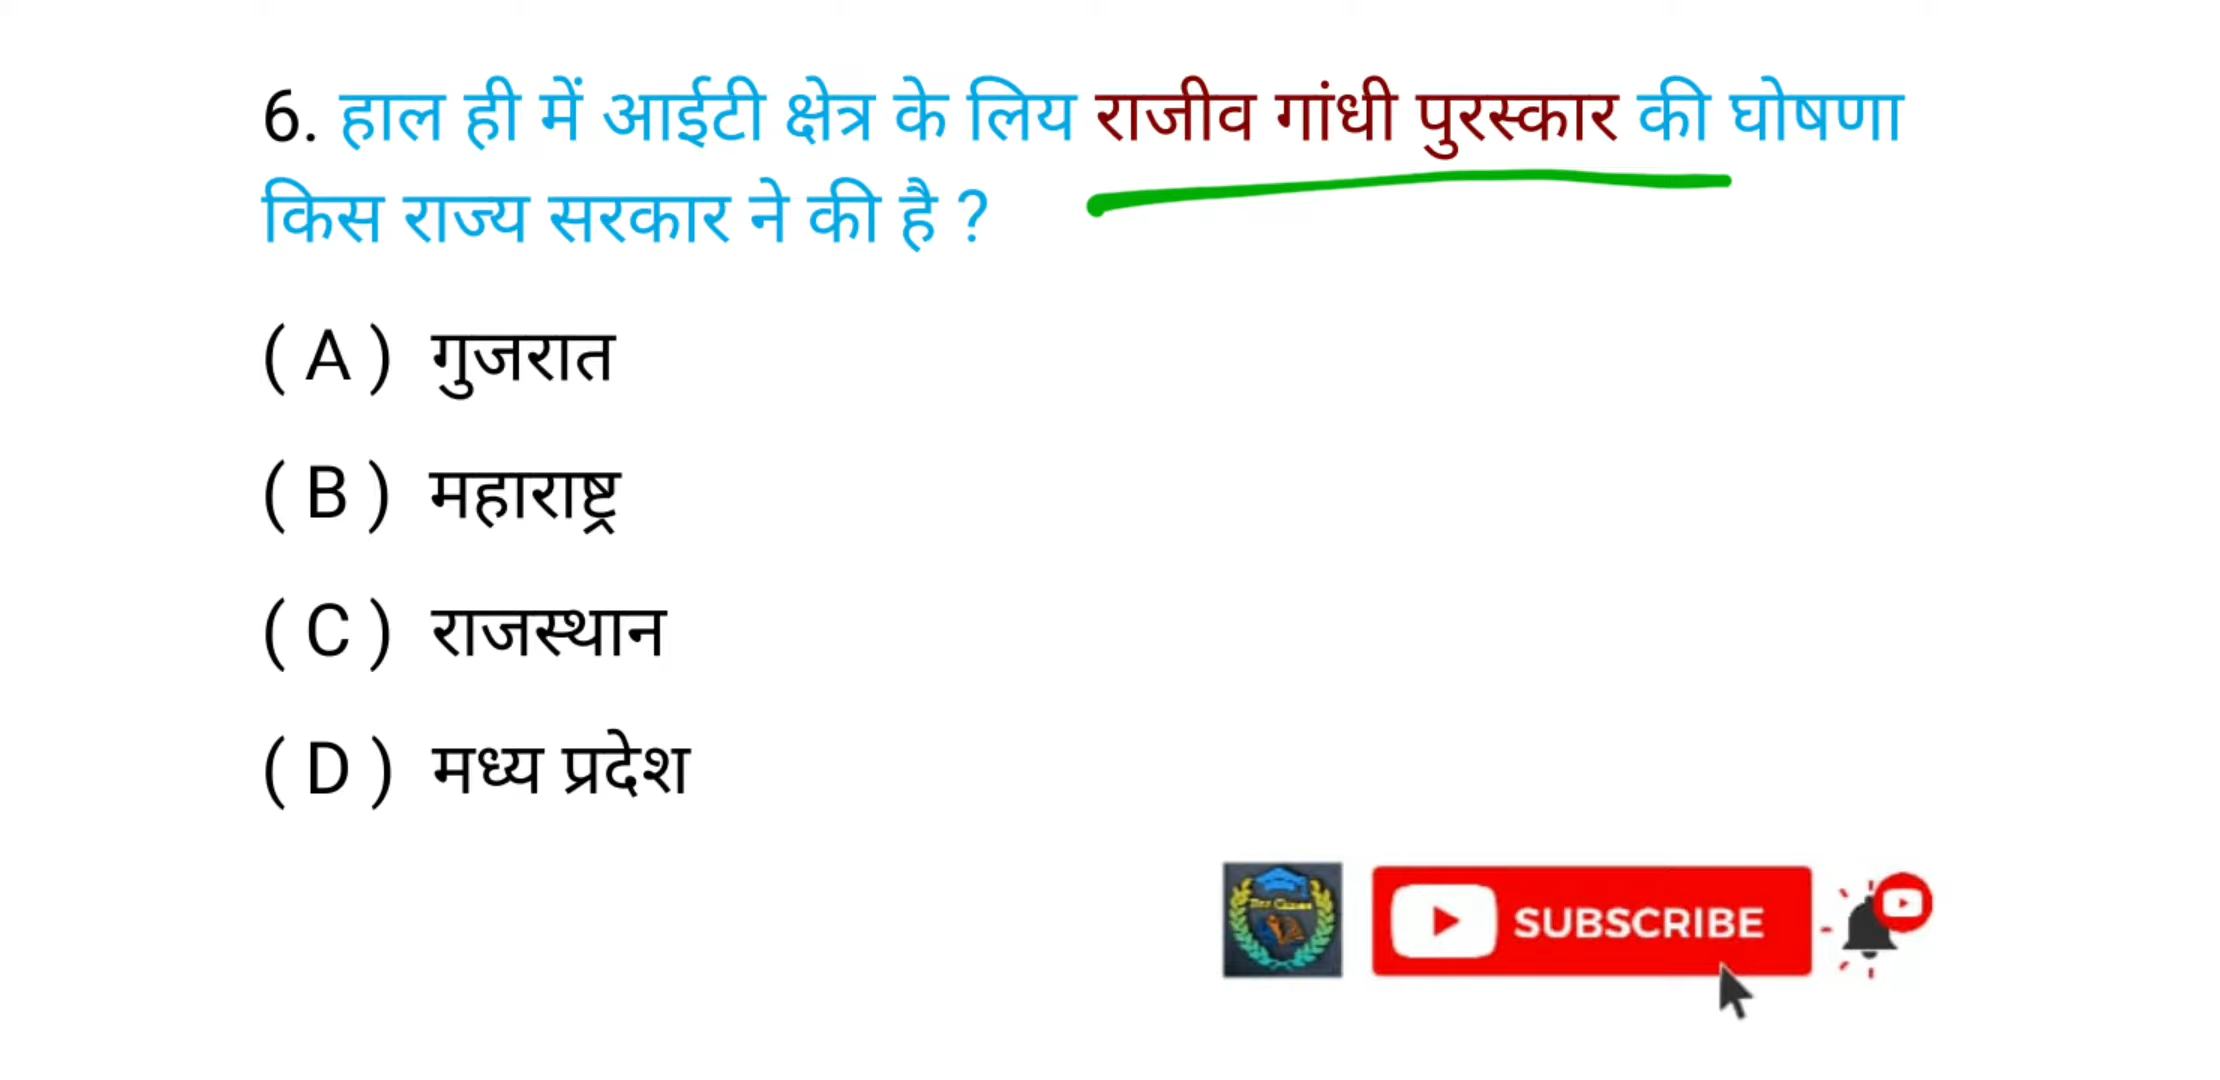 6. हाल ही में आईटी क्षेत्र के लिय राजीव गांधी पुरस्कार की घोषणा
किस राज्य सरकार ने की है ?
( A ) गुजरात
( B ) महाराष्ट्र
( C ) राजस्थान
( D ) मध्य प्रदेश
SUBSCRIBE